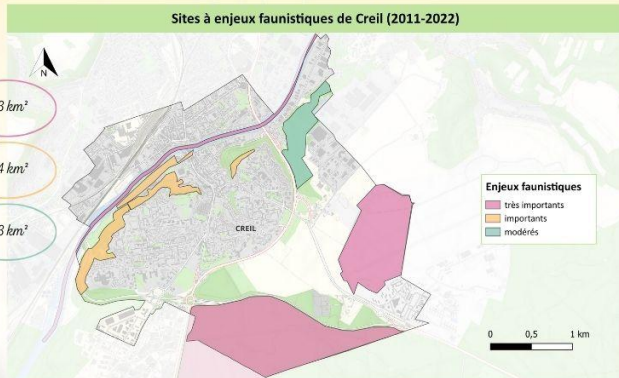 Sites à enjeux faunistiques de Creil (2011-2022)
N
3 km²
4 km²
3 km²
CREIL
Enjeux faunistiques
très importants
importants
modérés
0 0,5 1 km